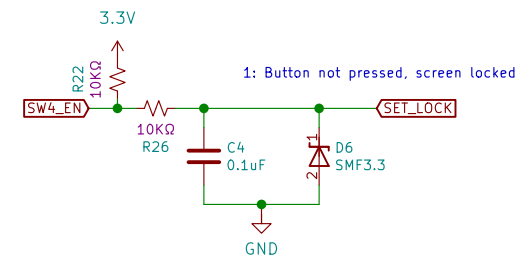 3.3V
R22
10KΩ
1: Button not pressed, screen locked
SW4_EN
SET_LOCK
10KΩ
R26
C4
0.1uF
1
2
D6
SMF3.3
GND